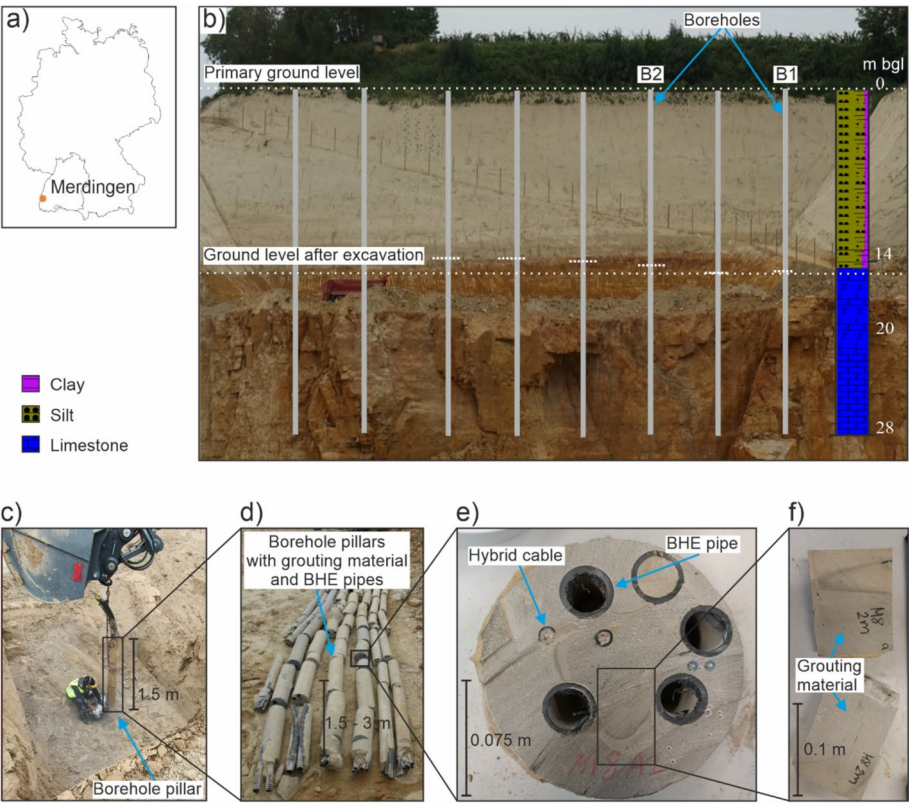 a)
Merdingen
b)
Boreholes
Primary ground level
B2
B1
m bgl
0
Ground level after excavation
14
20
28
Clay
Silt
Limestone
c)
1.5 m
Borehole pillar
d)
Borehole pillars
with grouting material
and BHE pipes
1.5 - 3 m
e)
Hybrid cable
BHE pipe
0.075 m
f)
M8
2m
Grouting
material
0.1 m